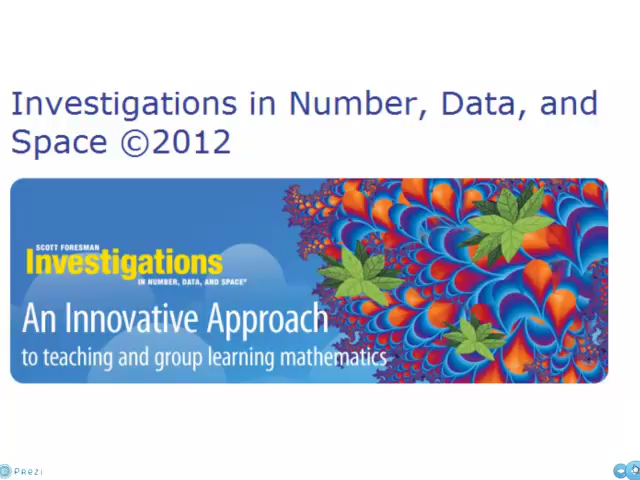 Investigations in Number, Data, and
Space ©2012
SCOTT FORESMAN
Investigations
IN NUMBER, DATA, AND SPACE®
An Innovative Approach
to teaching and group learning mathematics
Prezi